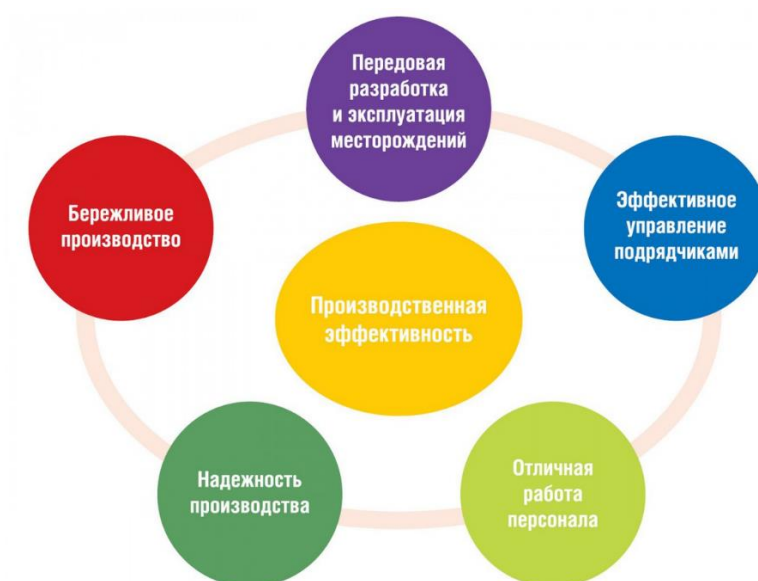 Передовая
разработка
и эксплуатация
месторождений
Бережливое
производство
Эффективное
управление
подрядчиками
Производственная
эффективность
Надежность
производства
Отличная
работа
персонала